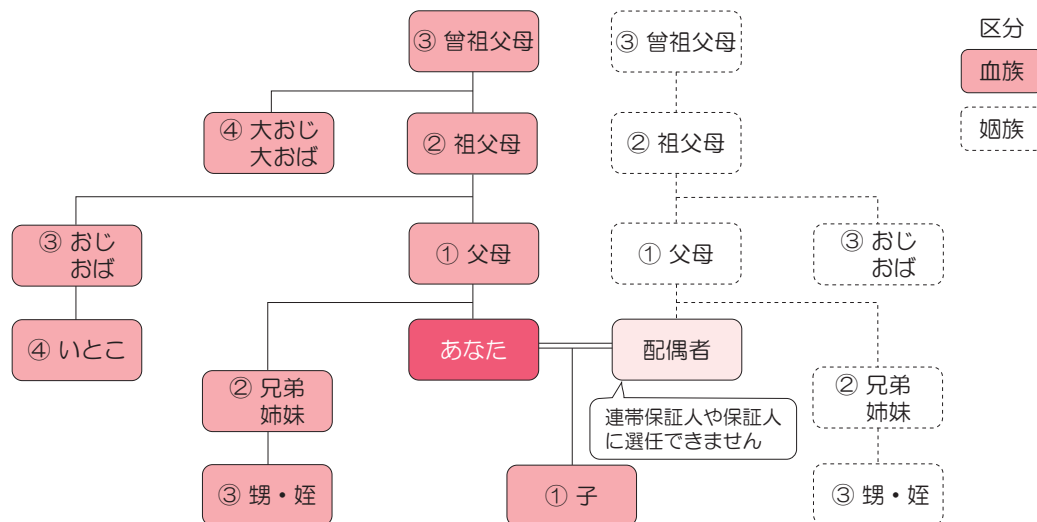 ③ 曾祖父母
③ 曾祖父母
区分
血族
姻族
④ 大おじ
大おば
② 祖父母
② 祖父母
③ おじ
おば
① 父母
① 父母
③ おじ
おば
④ いとこ
あなた
配偶者
② 兄弟
姉妹
連帯保証人や保証人
に選任できません
② 兄弟
姉妹
③ 甥・姪
① 子
③ 甥・姪